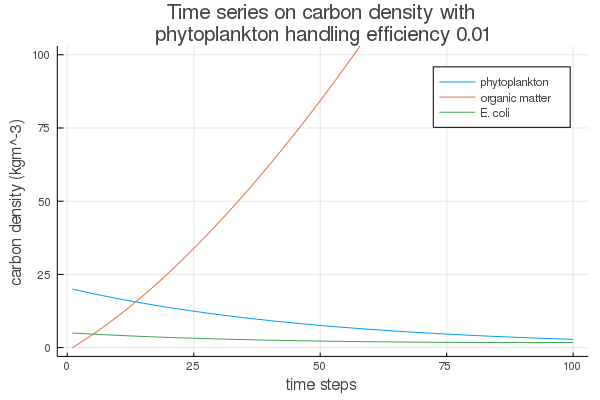 Time series on carbon density with
phytoplankton handling efficiency 0.01
100
75
50
25
0
carbon density (kgm^-3)
phytoplankton
organic matter
E. coli
0
25
50
75
100
time steps